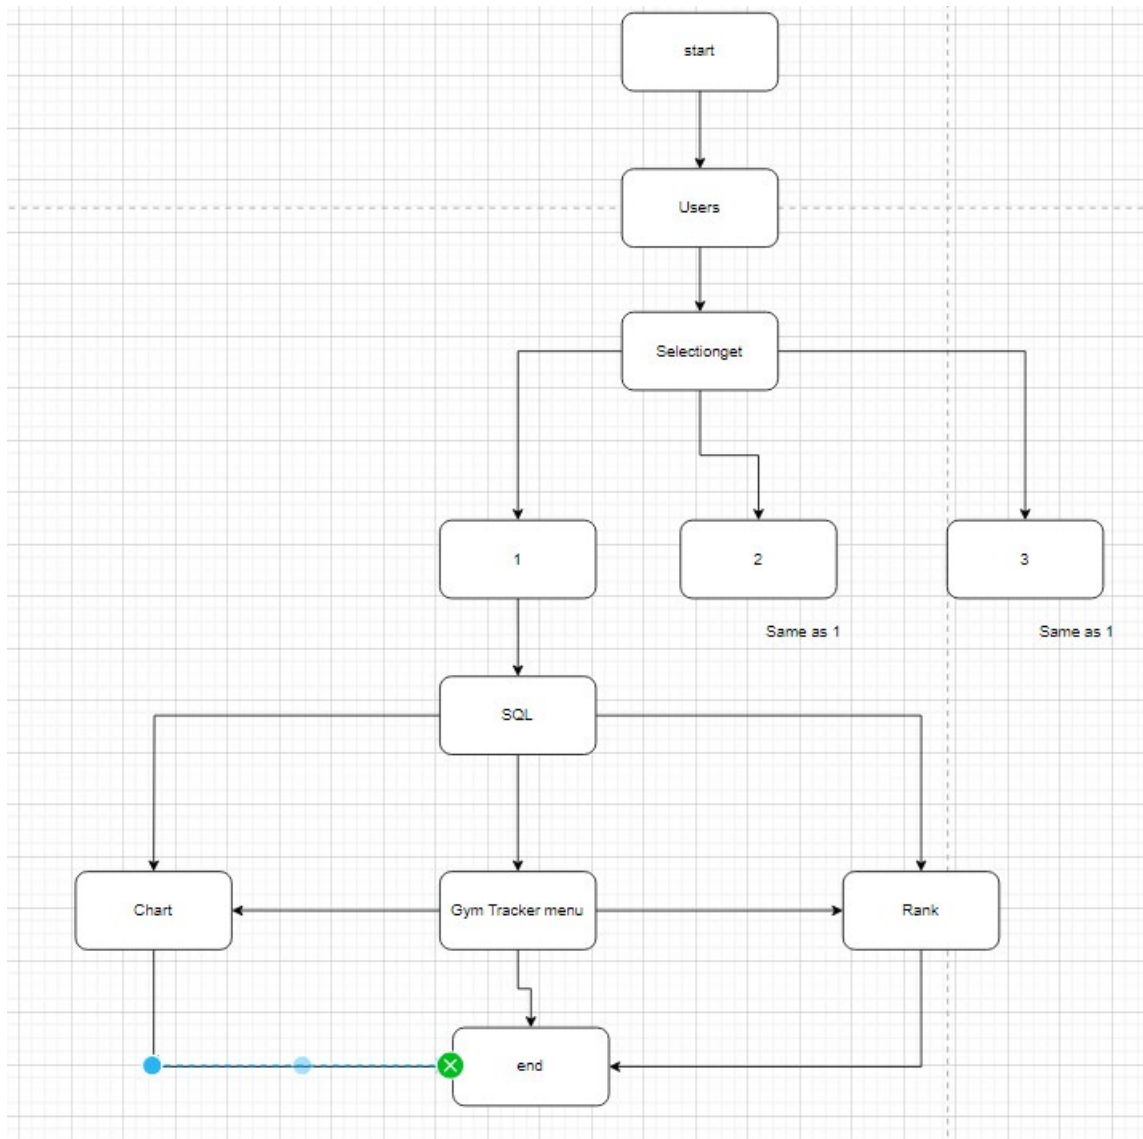 start
Users
Selectionget
1
2
3
Same as 1
Same as 1
SQL
Chart
Gym Tracker menu
Rank
end